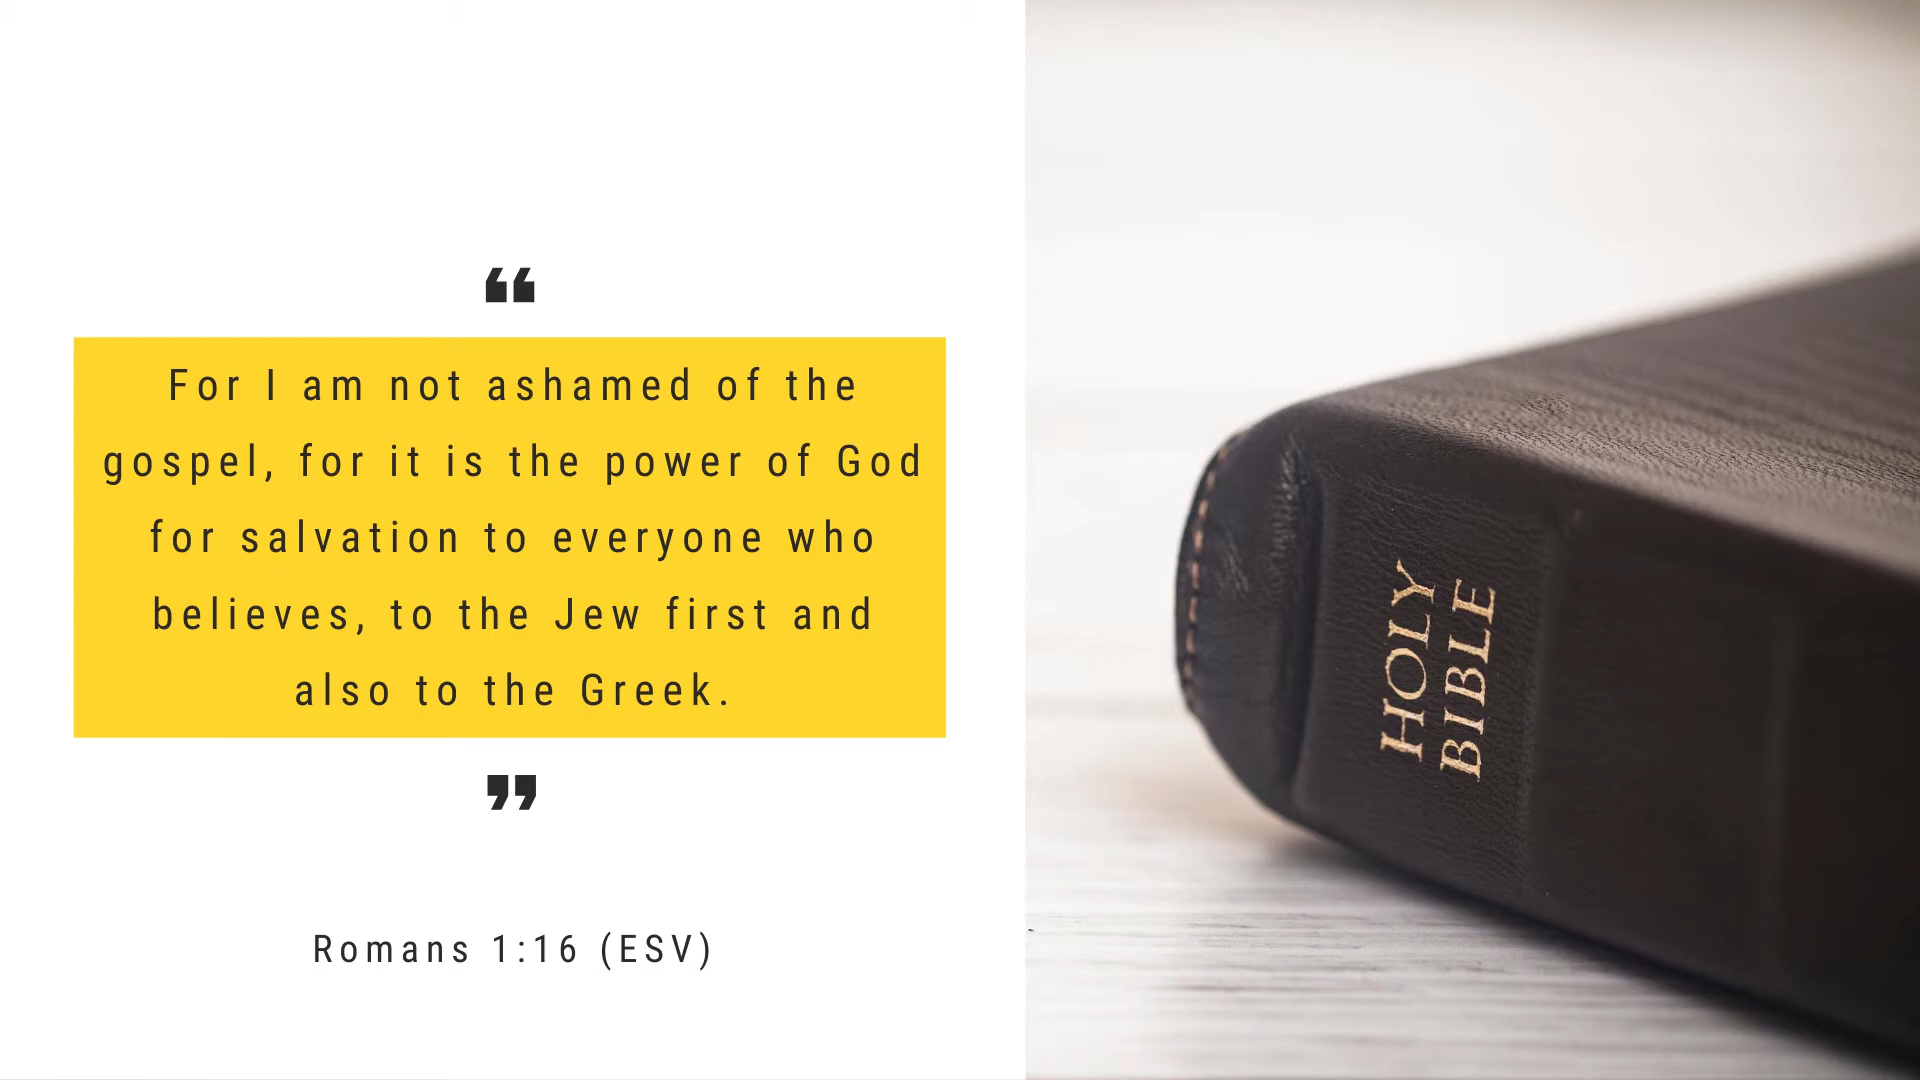 ❝
For I am not ashamed of the
gospel, for it is the power of God
for salvation to everyone who
believes, to the Jew first and
also to the Greek.
❞
Romans 1:16 (ESV)
HOLY
BIBLE